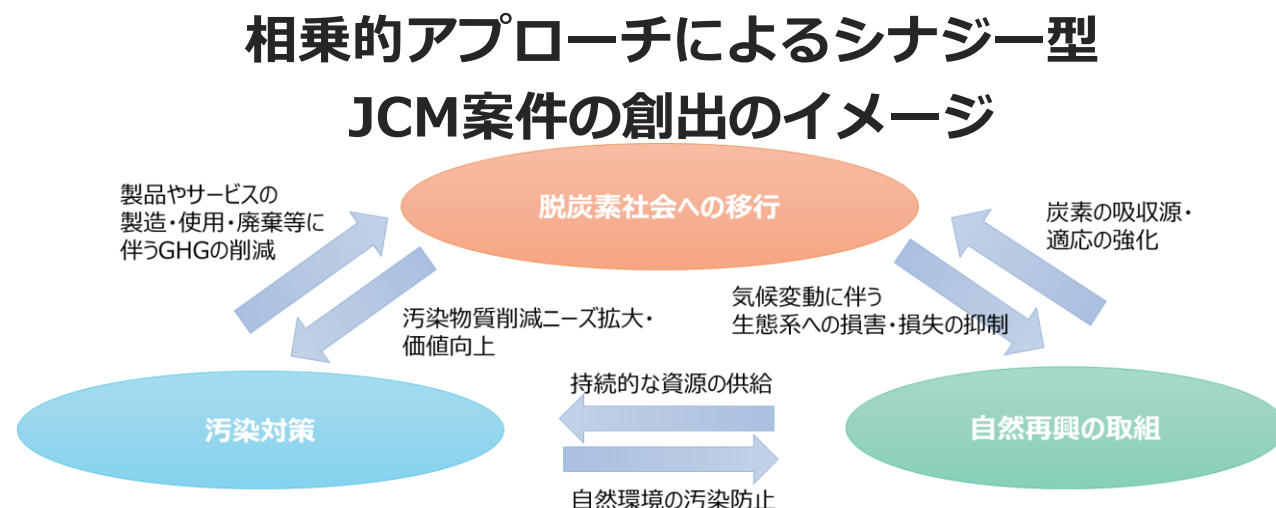 相乗的アプローチによるシナジー型
JCM案件の創出のイメージ
脱炭素社会への移行
製品やサービスの
製造・使用・廃棄等に
伴うGHGの削減
炭素の吸収源・
適応の強化
汚染物質削減ニーズ拡大・
価値向上
気候変動に伴う
生態系への損害・損失の抑制
持続的な資源の供給
汚染対策
自然再興の取組
自然環境の汚染防止